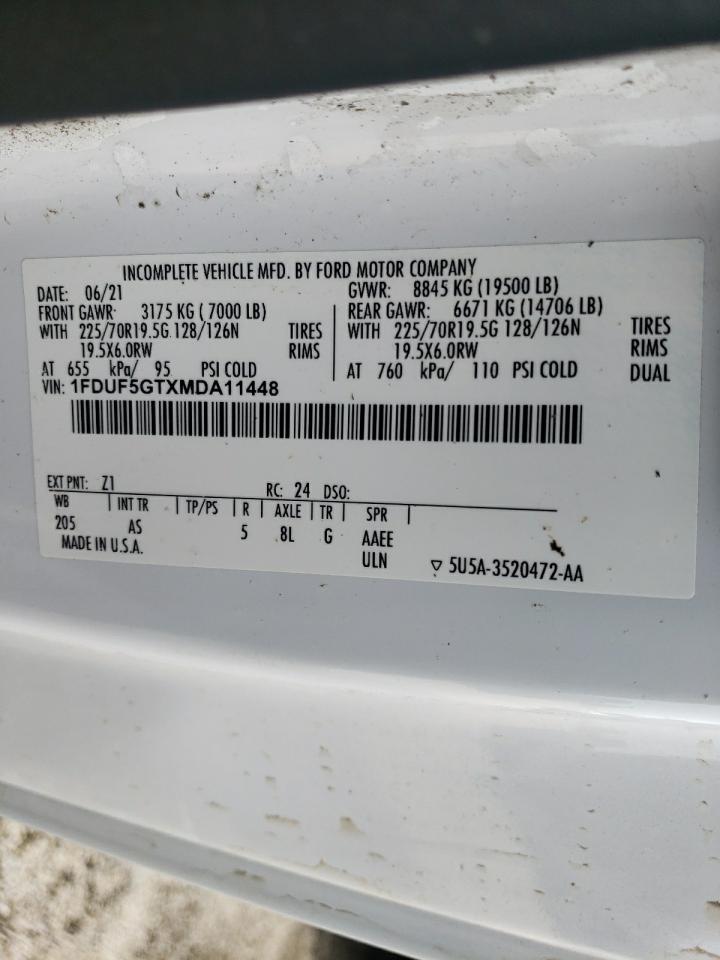 INCOMPLETE VEHICLE MFD. BY FORD MOTOR COMPANY
DATE: 06/21 GVWR: 8845 KG (19500 LB)
FRONT GAWR: 3175 KG ( 7000 LB) REAR GAWR: 6671 KG (14706 LB)
WITH 225/70R19.5G 128/126N TIRES WITH 225/70R19.5G 128/126N TIRES
19.5X6.0RW RIMS 19.5X6.0RW RIMS
AT 655 kPa/ 95 PSI COLD AT 760 kPa/ 110 PSI COLD DUAL
VIN: 1FDUF5GTXMDA11448
EXT PNT: Z1 RC: 24 DSO:
WB INT TR TP/PS R AXLE TR SPR
205 AS 5 8L G AAEE
MADE IN U.S.A. ULN ▽ 5U5A-3520472-AA